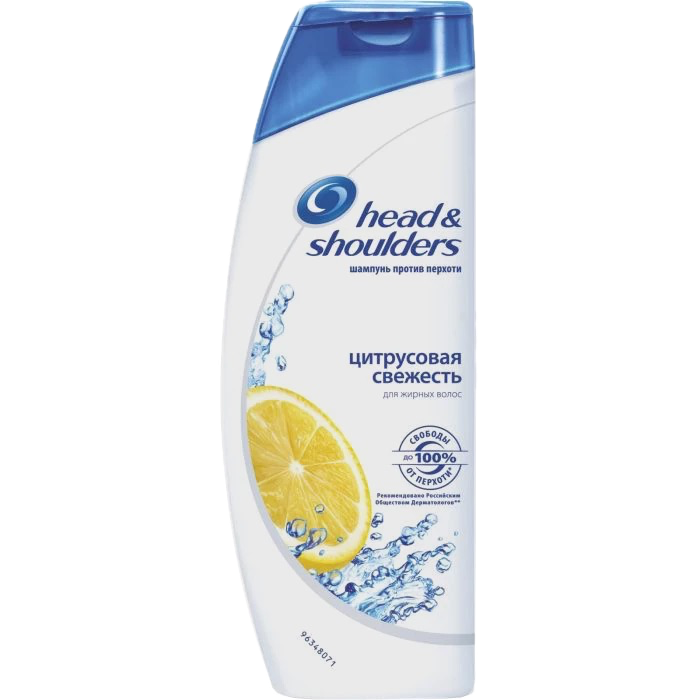 head &
shoulders
шампунь против перхоти
цитрусовая
свежесть
для жирных волос
СВОБОДЫ
ДО 100%
ОТ ПЕРХОТИ*
Рекомендовано Российским
Обществом Дерматологов**
96348071